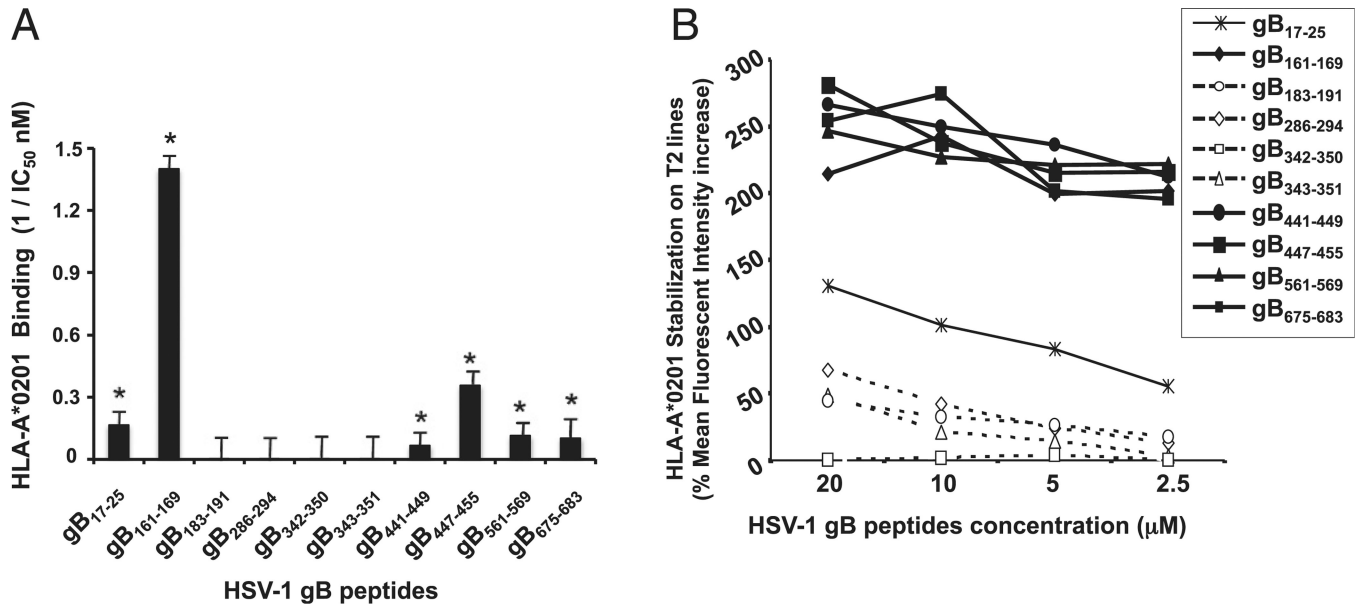 A
HLA-A*0201 Binding (1 / IC50 nM)
1.5
1.2
0.9
0.6
0.3
0
*
*
*
*
*
*
gB17-25
gB161-169
gB183-191
gB286-294
gB342-350
gB343-351
gB441-449
gB447-455
gB561-569
gB675-683
HSV-1 gB peptides
B
HLA-A*0201 Stabilization on T2 lines
(% Mean Fluorescent Intensity increase)
300
250
200
150
100
50
0
20 10 5 2.5
HSV-1 gB peptides concentration (μM)
gB17-25
gB161-169
gB183-191
gB286-294
gB342-350
gB343-351
gB441-449
gB447-455
gB561-569
gB675-683